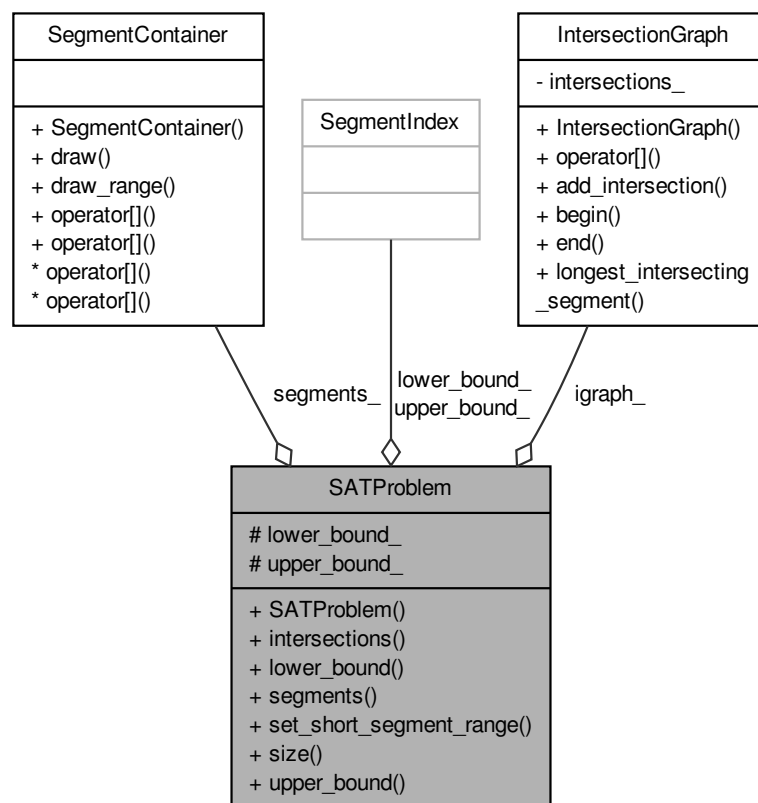 SegmentContainer
+ SegmentContainer()
+ draw()
+ draw_range()
+ operator[]()
+ operator[]()
* operator[]()
* operator[]()
SegmentIndex
IntersectionGraph
- intersections_
+ IntersectionGraph()
+ operator[]()
+ add_intersection()
+ begin()
+ end()
+ longest_intersecting
_segment()
segments_
lower_bound_
upper_bound_
igraph_
SATProblem
# lower_bound_
# upper_bound_
+ SATProblem()
+ intersections()
+ lower_bound()
+ segments()
+ set_short_segment_range()
+ size()
+ upper_bound()